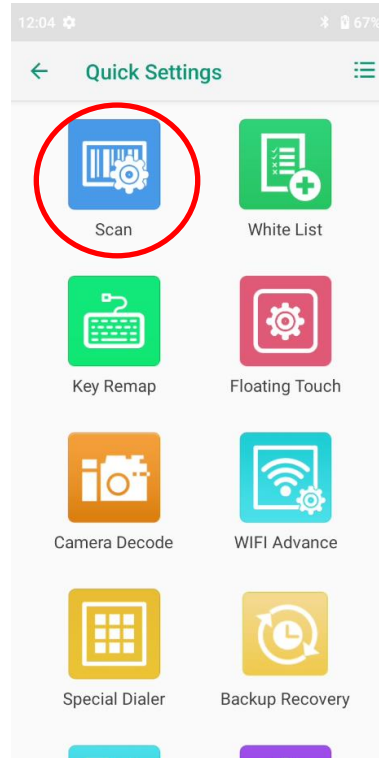 12:04 67%
Quick Settings
Scan White List
Key Remap Floating Touch
Camera Decode WIFI Advance
Special Dialer Backup Recovery